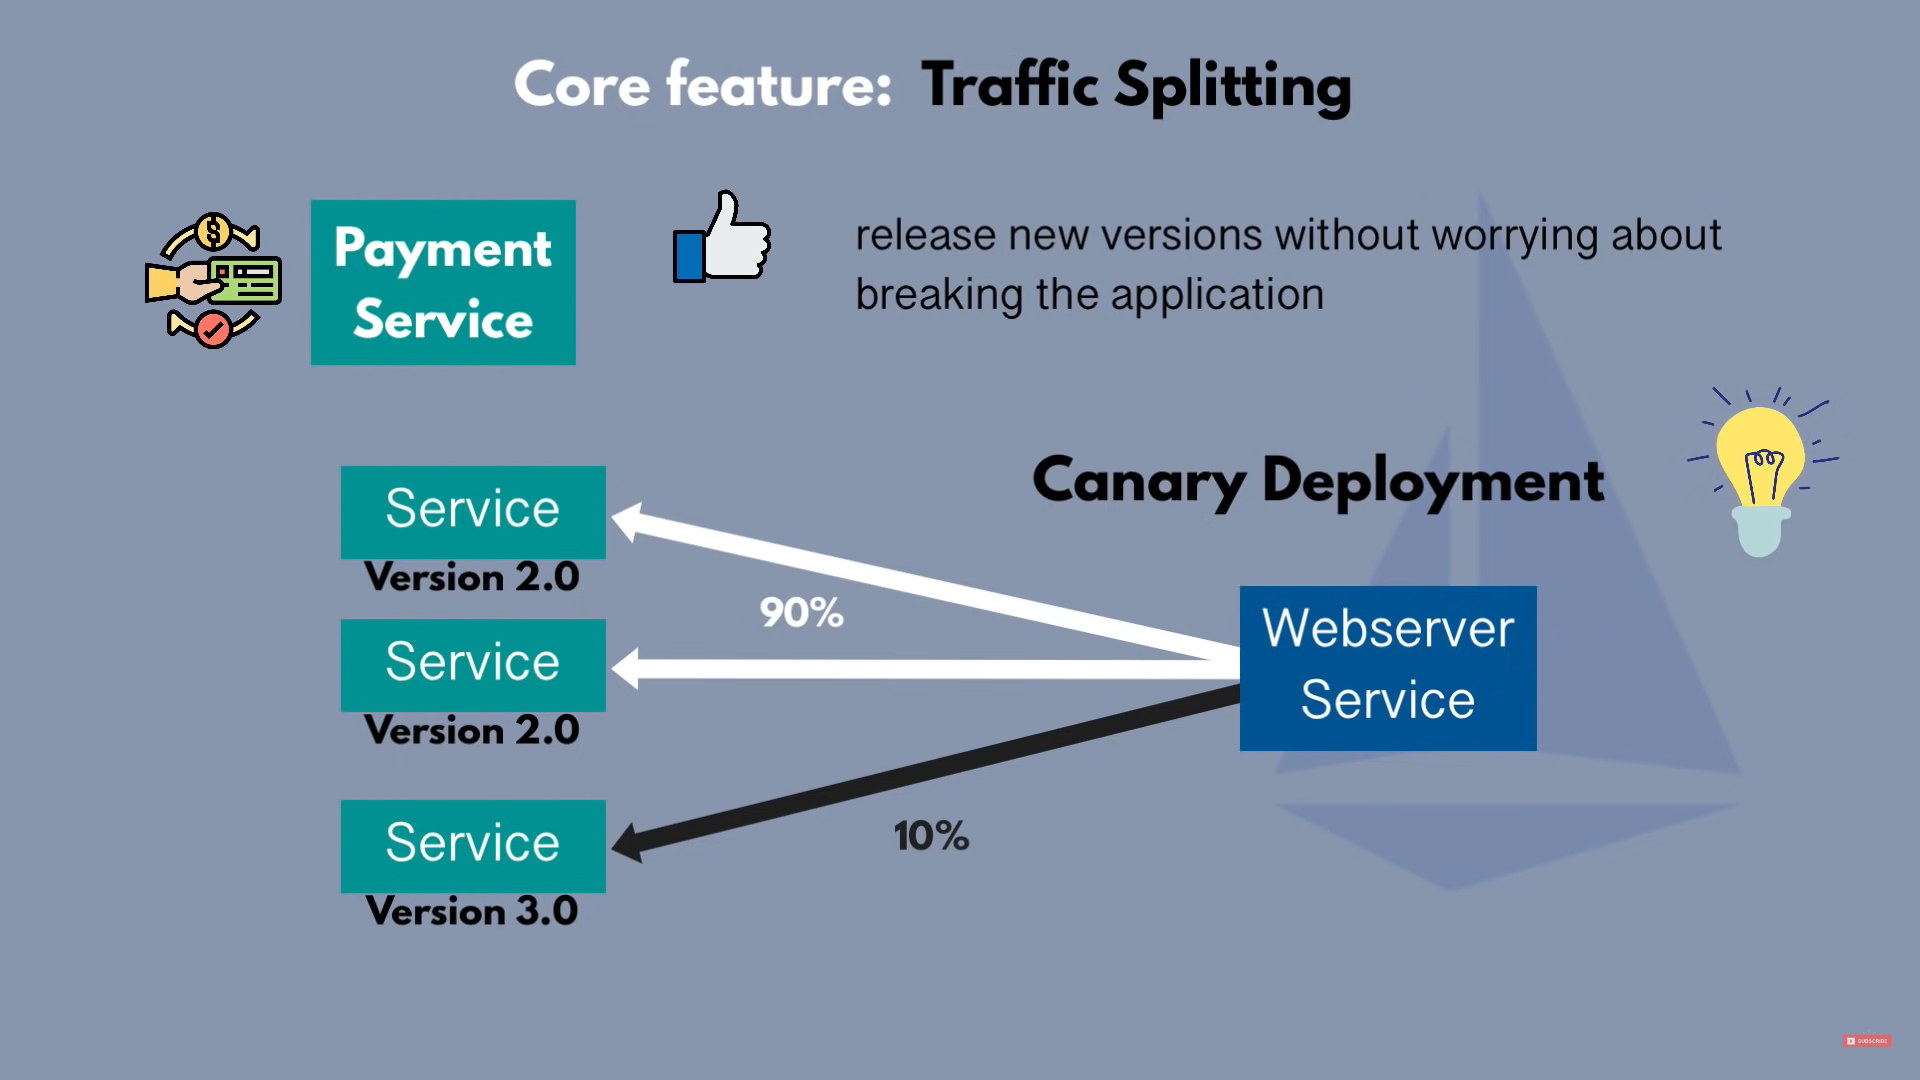 Core feature: Traffic Splitting
Payment
Service
release new versions without worrying about
breaking the application
Canary Deployment
Service
Version 2.0
90%
Service
Version 2.0
Webserver
Service
Service
Version 3.0
10%
SUBSCRIBE